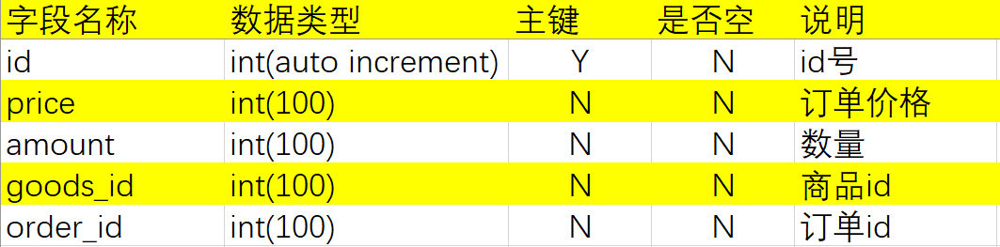 字段名称 数据类型 主键 是否空 说明
id int(auto increment) Y N id号
price int(100) N N 订单价格
amount int(100) N N 数量
goods_id int(100) N N 商品id
order_id int(100) N N 订单id